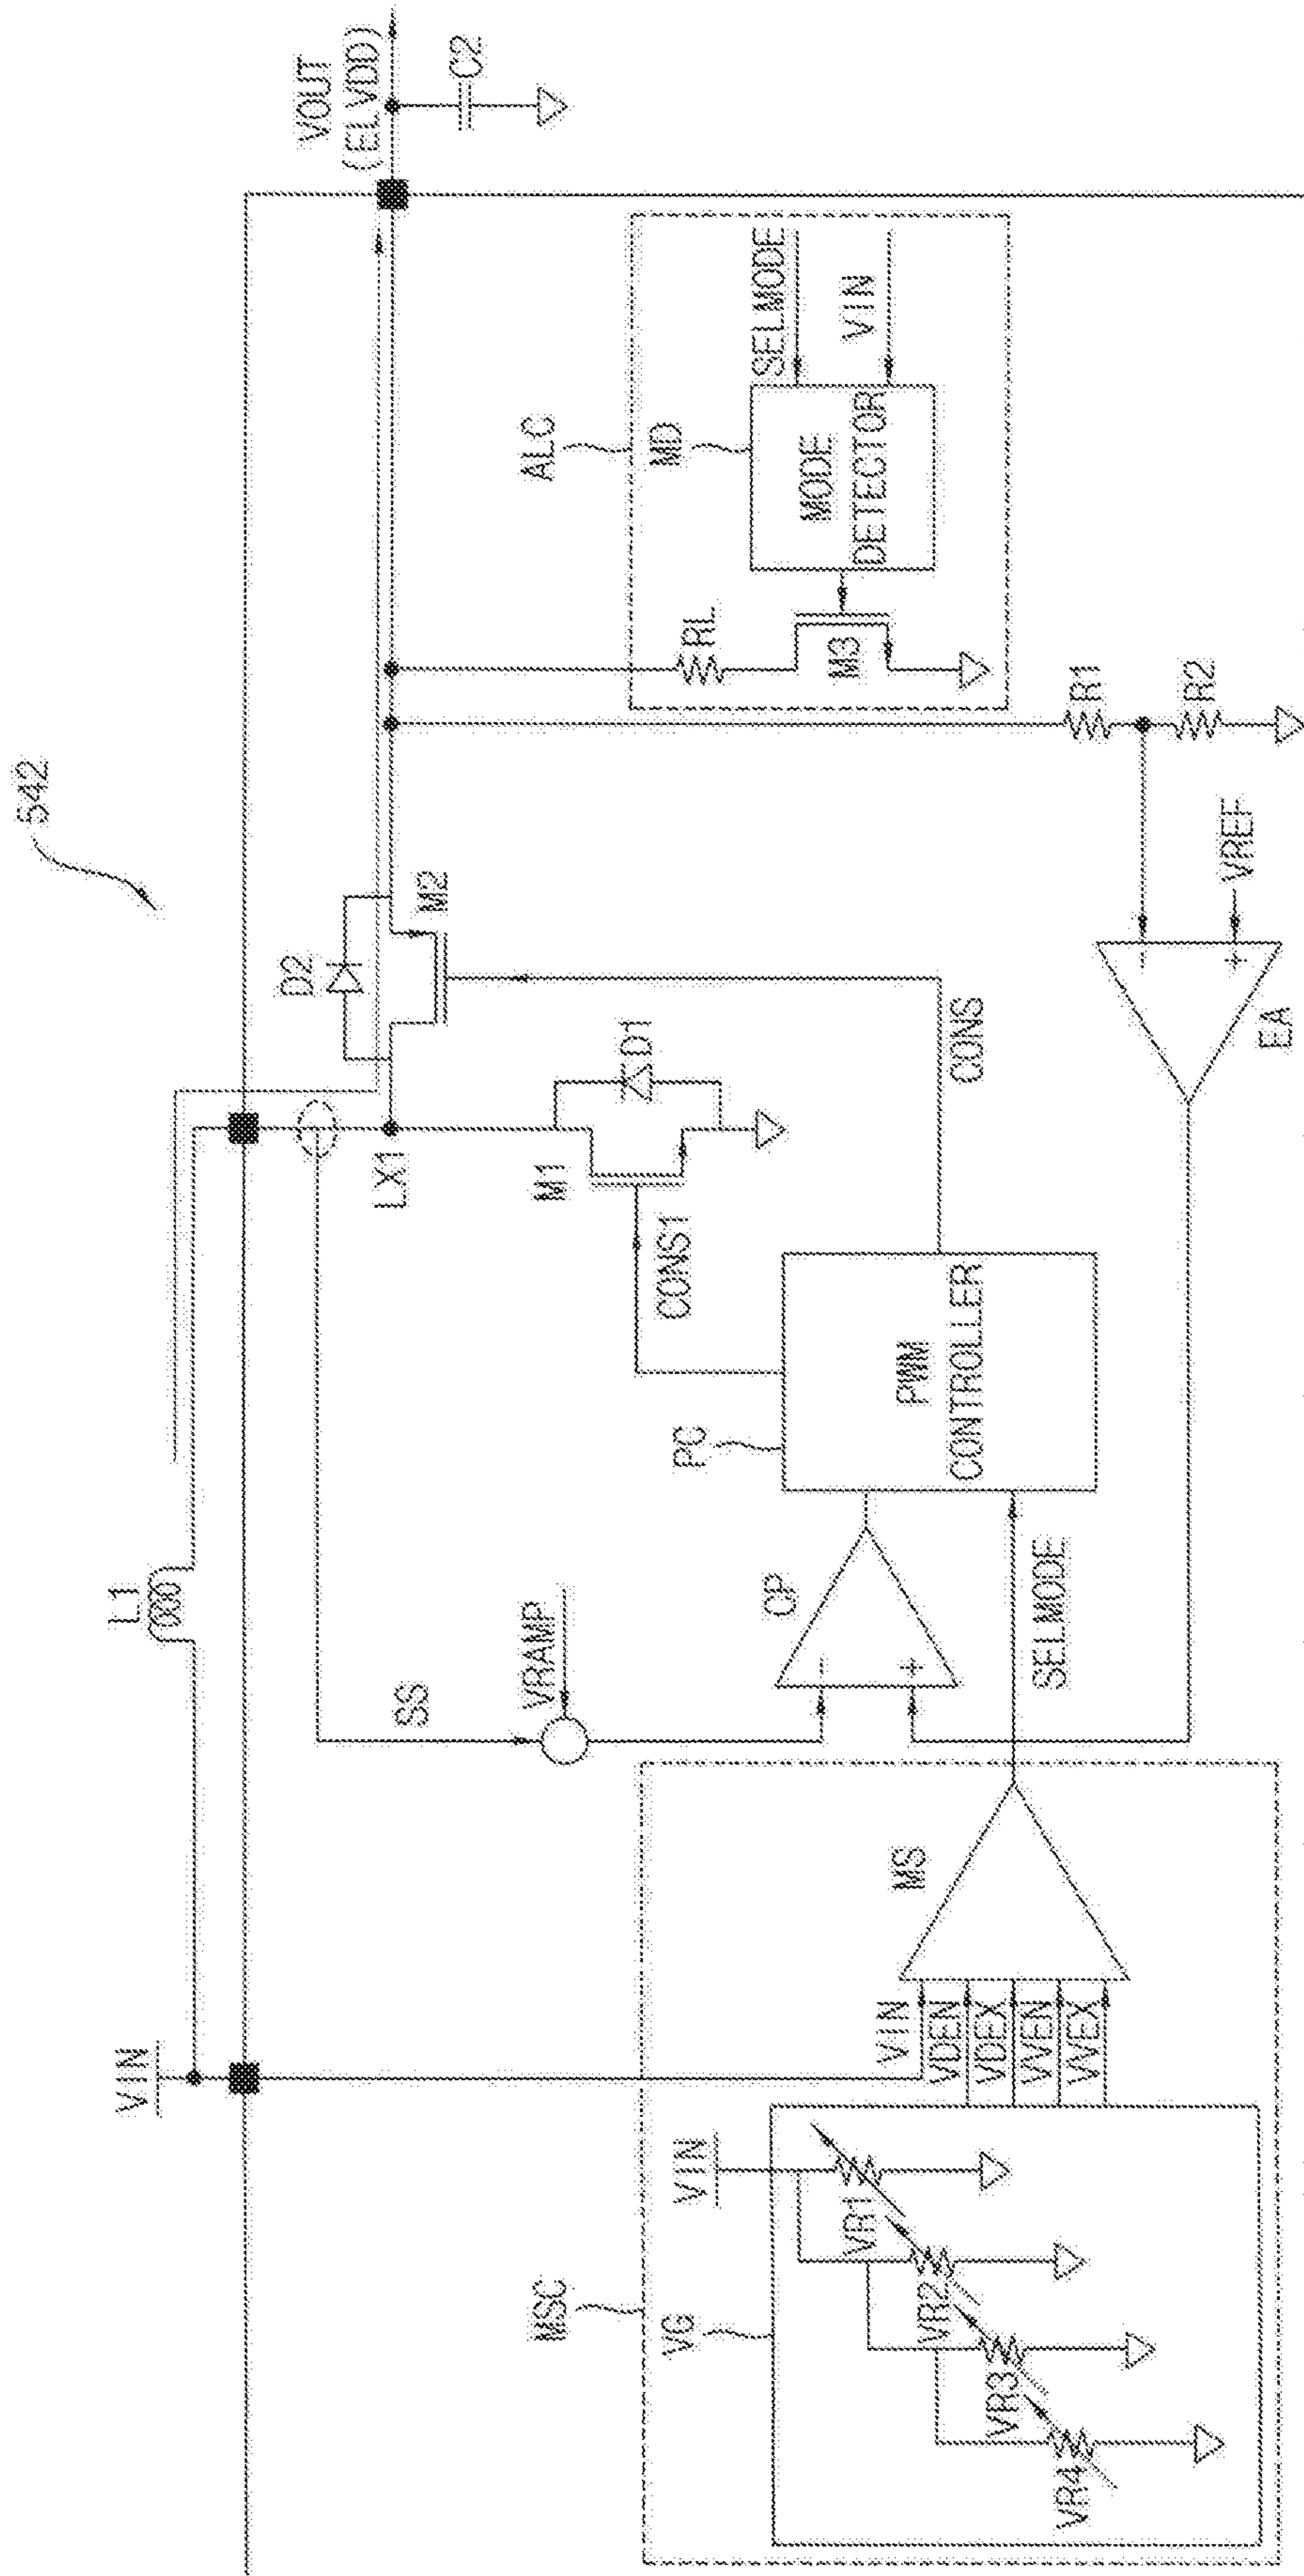 542
VIN
L1
VOUT
(ELVDD)
C2
D2
M2
LX1
SS
VRAMP
M1
D1
CONS1
CONS
ALC
MD
RL
M3
MODE
DETECTOR
SELMODE
VIN
PC
PWM
CONTROLLER
CP
-
+
SELMODE
R1
R2
VREF
-
+
EA
MSC
VG
VIN
VR1
VR2
VR3
VR4
VIN
VDEN
VDEX
VVEN
VVEX
MS